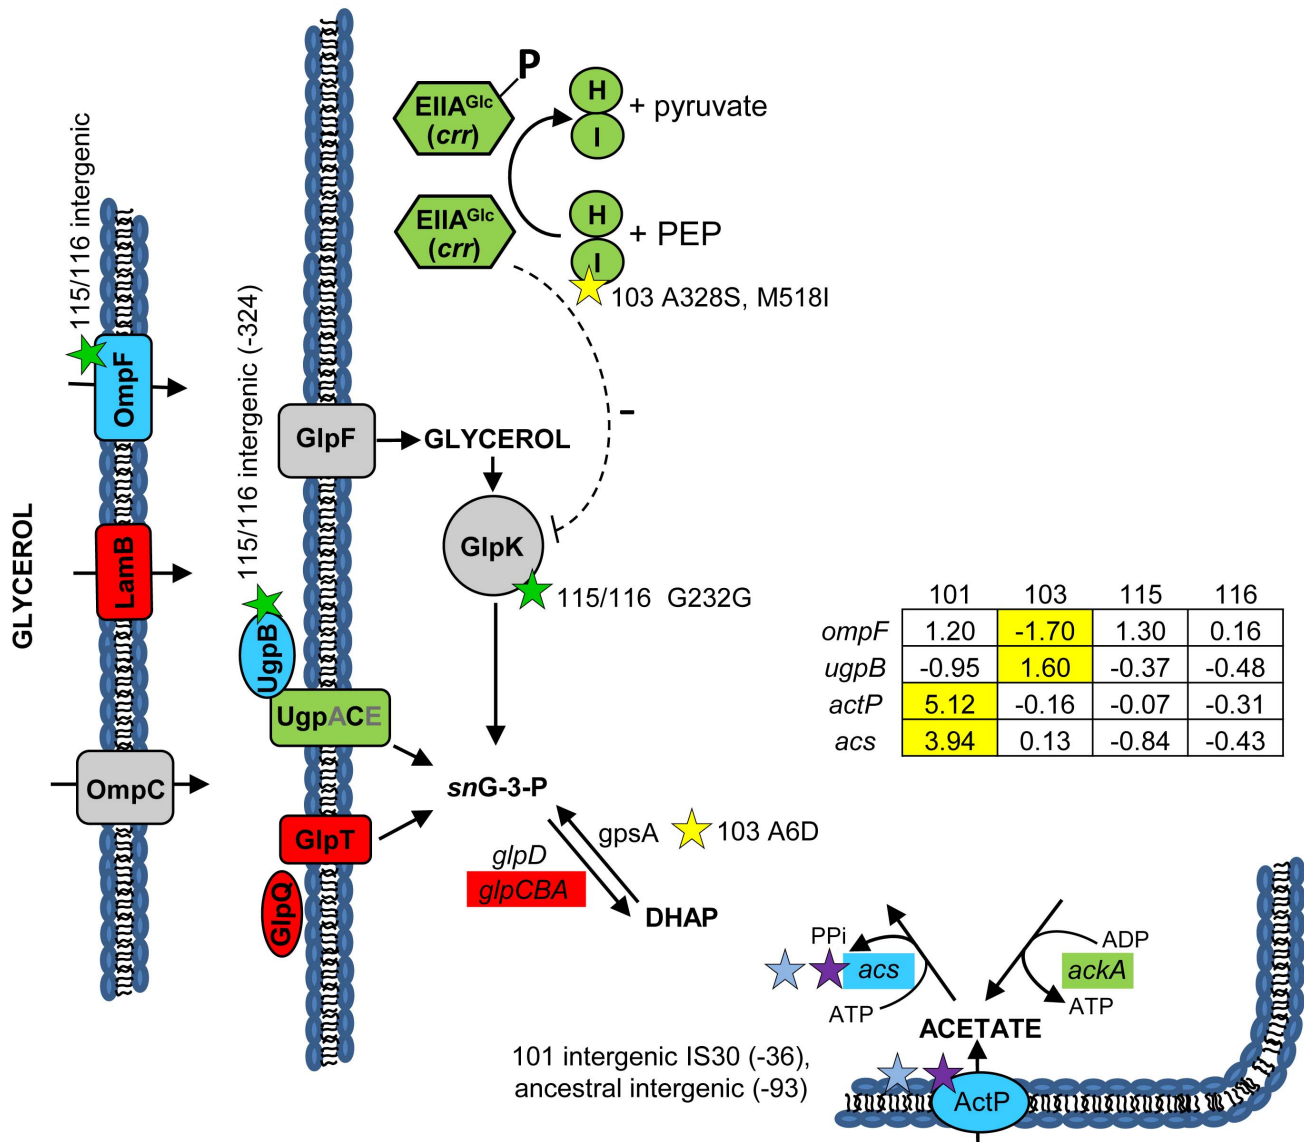 P
EIIAGlc
(crr)
H
I
+ pyruvate
EIIAGlc
(crr)
H
I
+ PEP
103 A328S, M518I
115/116 intergenic
OmpF
115/116 intergenic (-324)
GlpF
GLYCEROL
–
GLYCEROL
LamB
GlpK
115/116 G232G
UgpB
UgpACE
OmpC
snG-3-P
GlpT
GlpQ
glpD
glpCBA
gpsA
103 A6D
DHAP
101 103 115 116
ompF 1.20 -1.70 1.30 0.16
ugpB -0.95 1.60 -0.37 -0.48
actP 5.12 -0.16 -0.07 -0.31
acs 3.94 0.13 -0.84 -0.43
PPi
acs
ATP
ADP
ackA
ATP
ACETATE
101 intergenic IS30 (-36),
ancestral intergenic (-93)
ActP